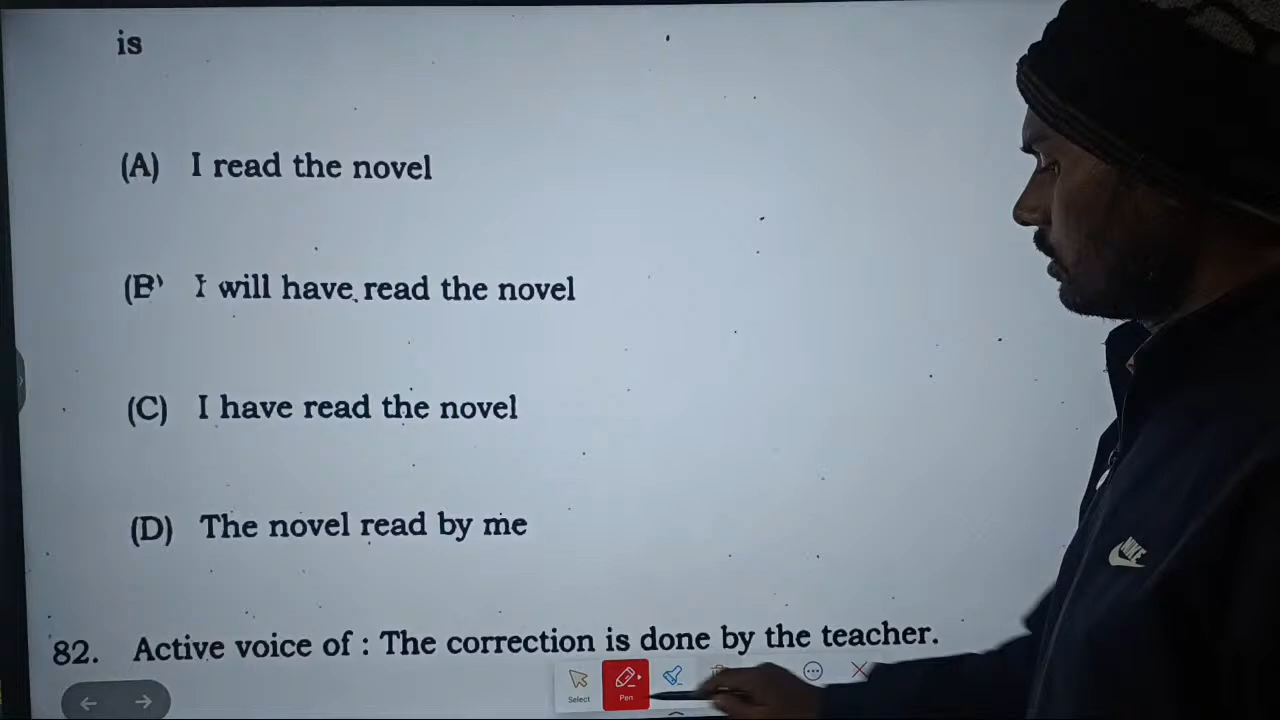 is
(A) I read the novel
(B) I will have read the novel
(C) I have read the novel
(D) The novel read by me
82. Active voice of : The correction is done by the teacher.
Select
Pen
NIKE